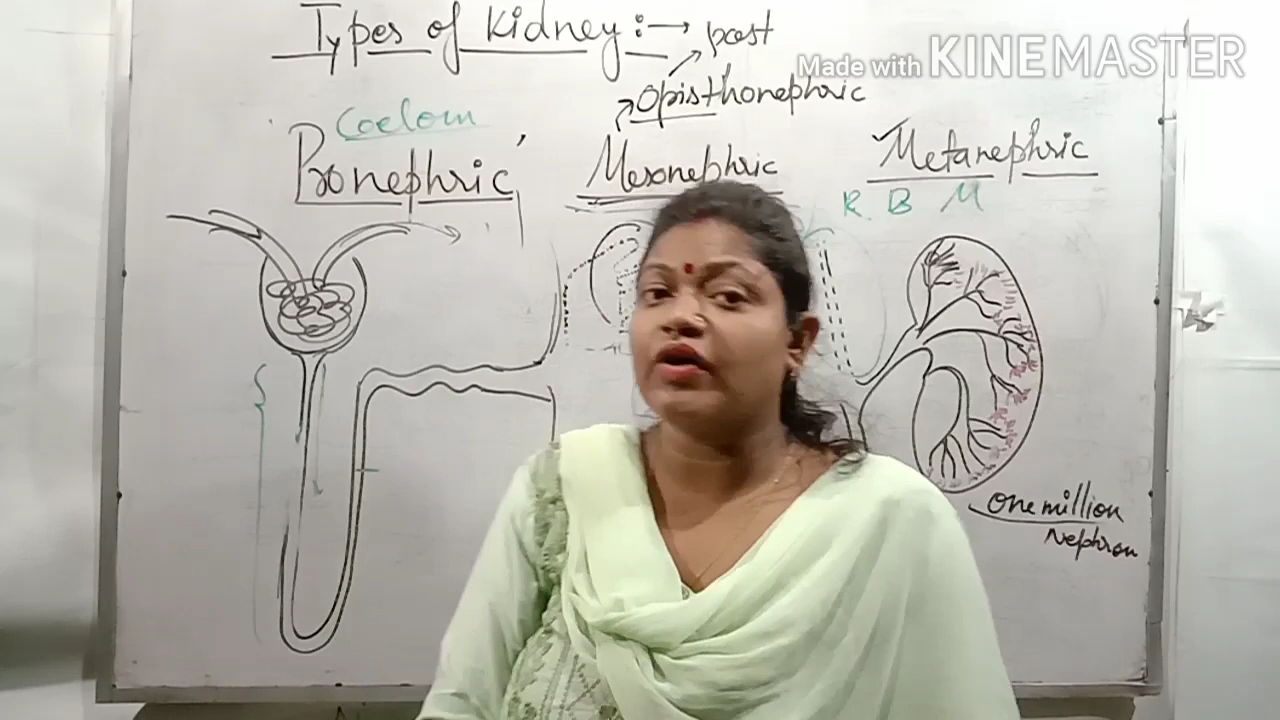 Types of Kidney :→ post
Made with KINEMASTER
Opisthonephric
Coelom
Pronephric
Mesonephric
Metanephric
R B M
one million
Nephron